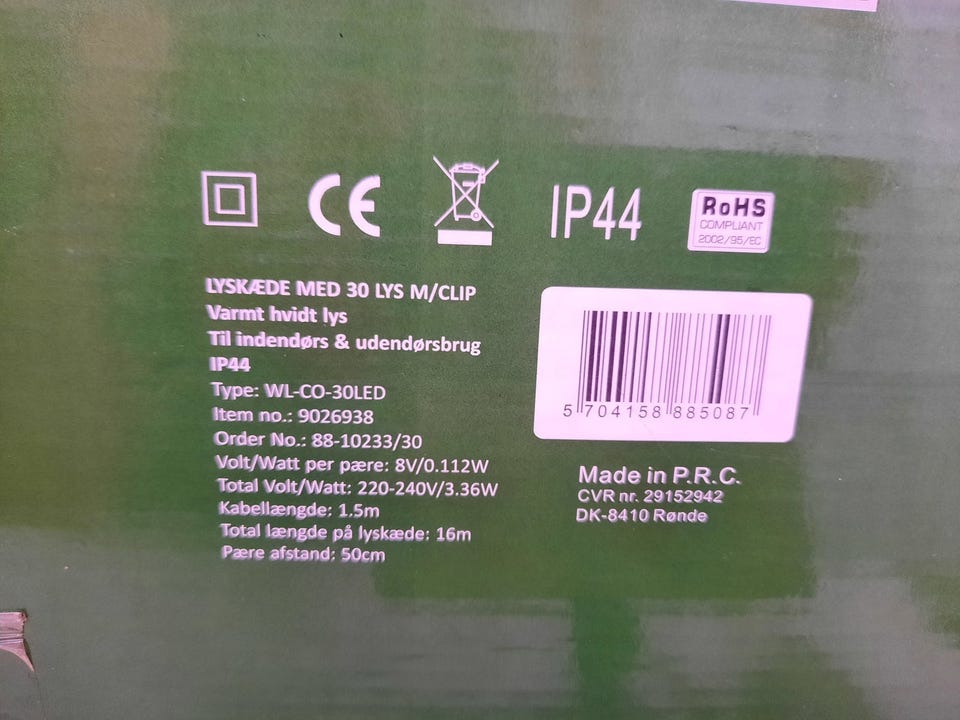 CE
IP44
RoHS
COMPLIANT
2002/95/EC
LYSKÆDE MED 30 LYS M/CLIP
Varmt hvidt lys
Til indendørs & udendørsbrug
IP44
Type: WL-CO-30LED
Item no.: 9026938
Order No.: 88-10233/30
Volt/Watt per pære: 8V/0.112W
Total Volt/Watt: 220-240V/3.36W
Kabellængde: 1.5m
Total længde på lyskæde: 16m
Pære afstand: 50cm
5 704158 885087
Made in P.R.C.
CVR nr. 29152942
DK-8410 Rønde